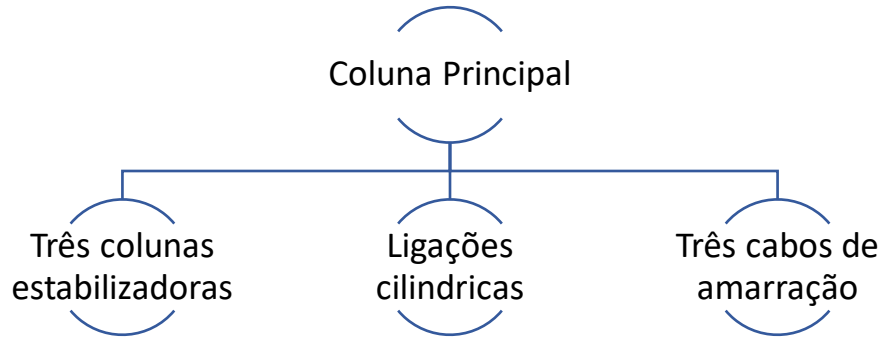 Coluna Principal
Três colunas
estabilizadoras
Ligações
cilindricas
Três cabos de
amarração